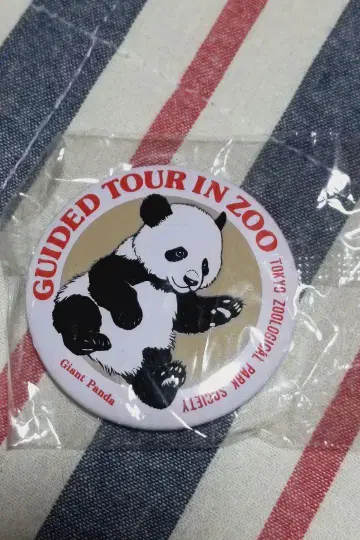 GUIDED TOUR IN ZOO
TOKYO ZOOLOGICAL PARK SOCIETY
Giant Panda